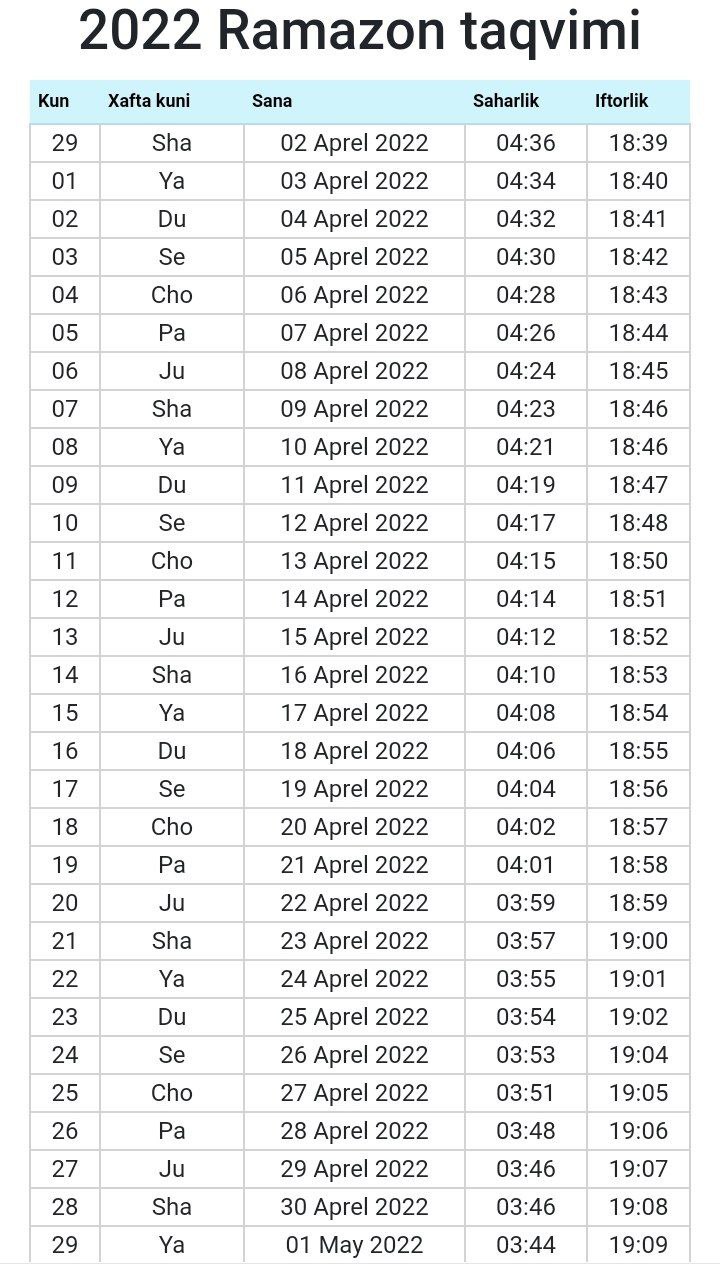 2022 Ramazon taqvimi
Kun Xafta kuni Sana Saharlik Iftorlik
29 Sha 02 Aprel 2022 04:36 18:39
01 Ya 03 Aprel 2022 04:34 18:40
02 Du 04 Aprel 2022 04:32 18:41
03 Se 05 Aprel 2022 04:30 18:42
04 Cho 06 Aprel 2022 04:28 18:43
05 Pa 07 Aprel 2022 04:26 18:44
06 Ju 08 Aprel 2022 04:24 18:45
07 Sha 09 Aprel 2022 04:23 18:46
08 Ya 10 Aprel 2022 04:21 18:46
09 Du 11 Aprel 2022 04:19 18:47
10 Se 12 Aprel 2022 04:17 18:48
11 Cho 13 Aprel 2022 04:15 18:50
12 Pa 14 Aprel 2022 04:14 18:51
13 Ju 15 Aprel 2022 04:12 18:52
14 Sha 16 Aprel 2022 04:10 18:53
15 Ya 17 Aprel 2022 04:08 18:54
16 Du 18 Aprel 2022 04:06 18:55
17 Se 19 Aprel 2022 04:04 18:56
18 Cho 20 Aprel 2022 04:02 18:57
19 Pa 21 Aprel 2022 04:01 18:58
20 Ju 22 Aprel 2022 03:59 18:59
21 Sha 23 Aprel 2022 03:57 19:00
22 Ya 24 Aprel 2022 03:55 19:01
23 Du 25 Aprel 2022 03:54 19:02
24 Se 26 Aprel 2022 03:53 19:04
25 Cho 27 Aprel 2022 03:51 19:05
26 Pa 28 Aprel 2022 03:48 19:06
27 Ju 29 Aprel 2022 03:46 19:07
28 Sha 30 Aprel 2022 03:46 19:08
29 Ya 01 May 2022 03:44 19:09